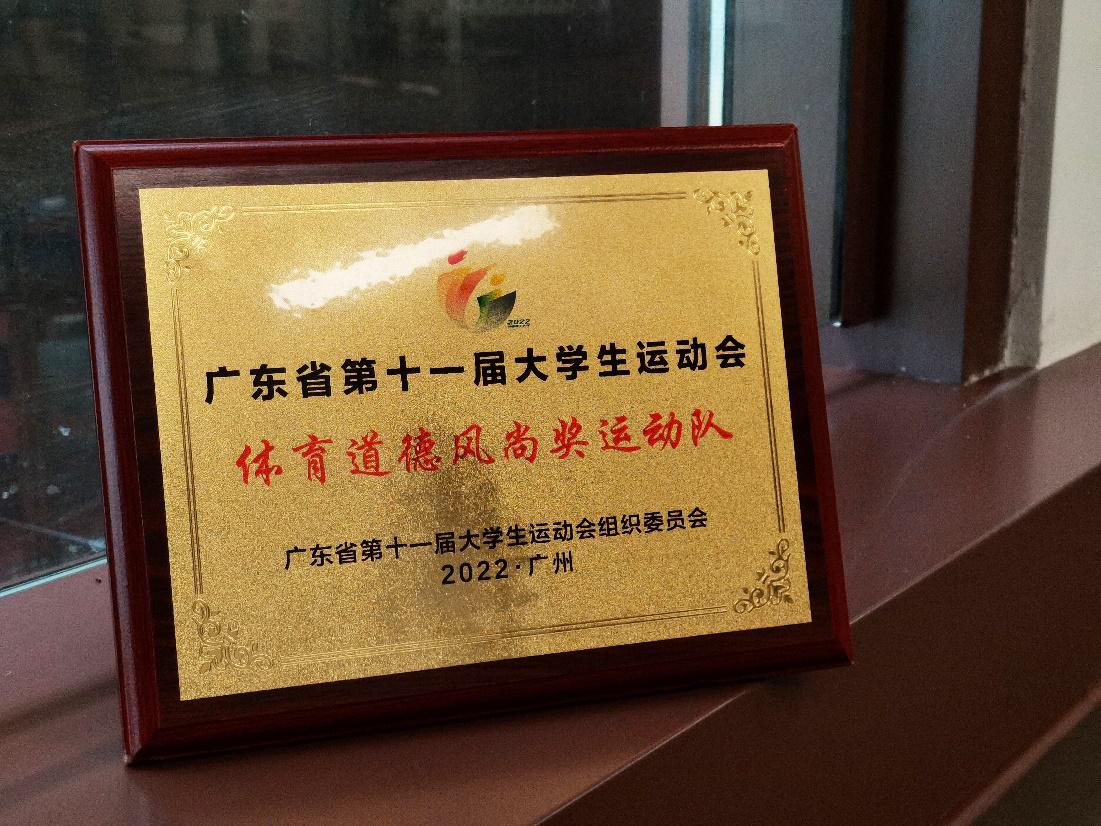 2022
广东省第十一届大学生运动会
体育道德风尚奖运动队
广东省第十一届大学生运动会组织委员会
2022·广州